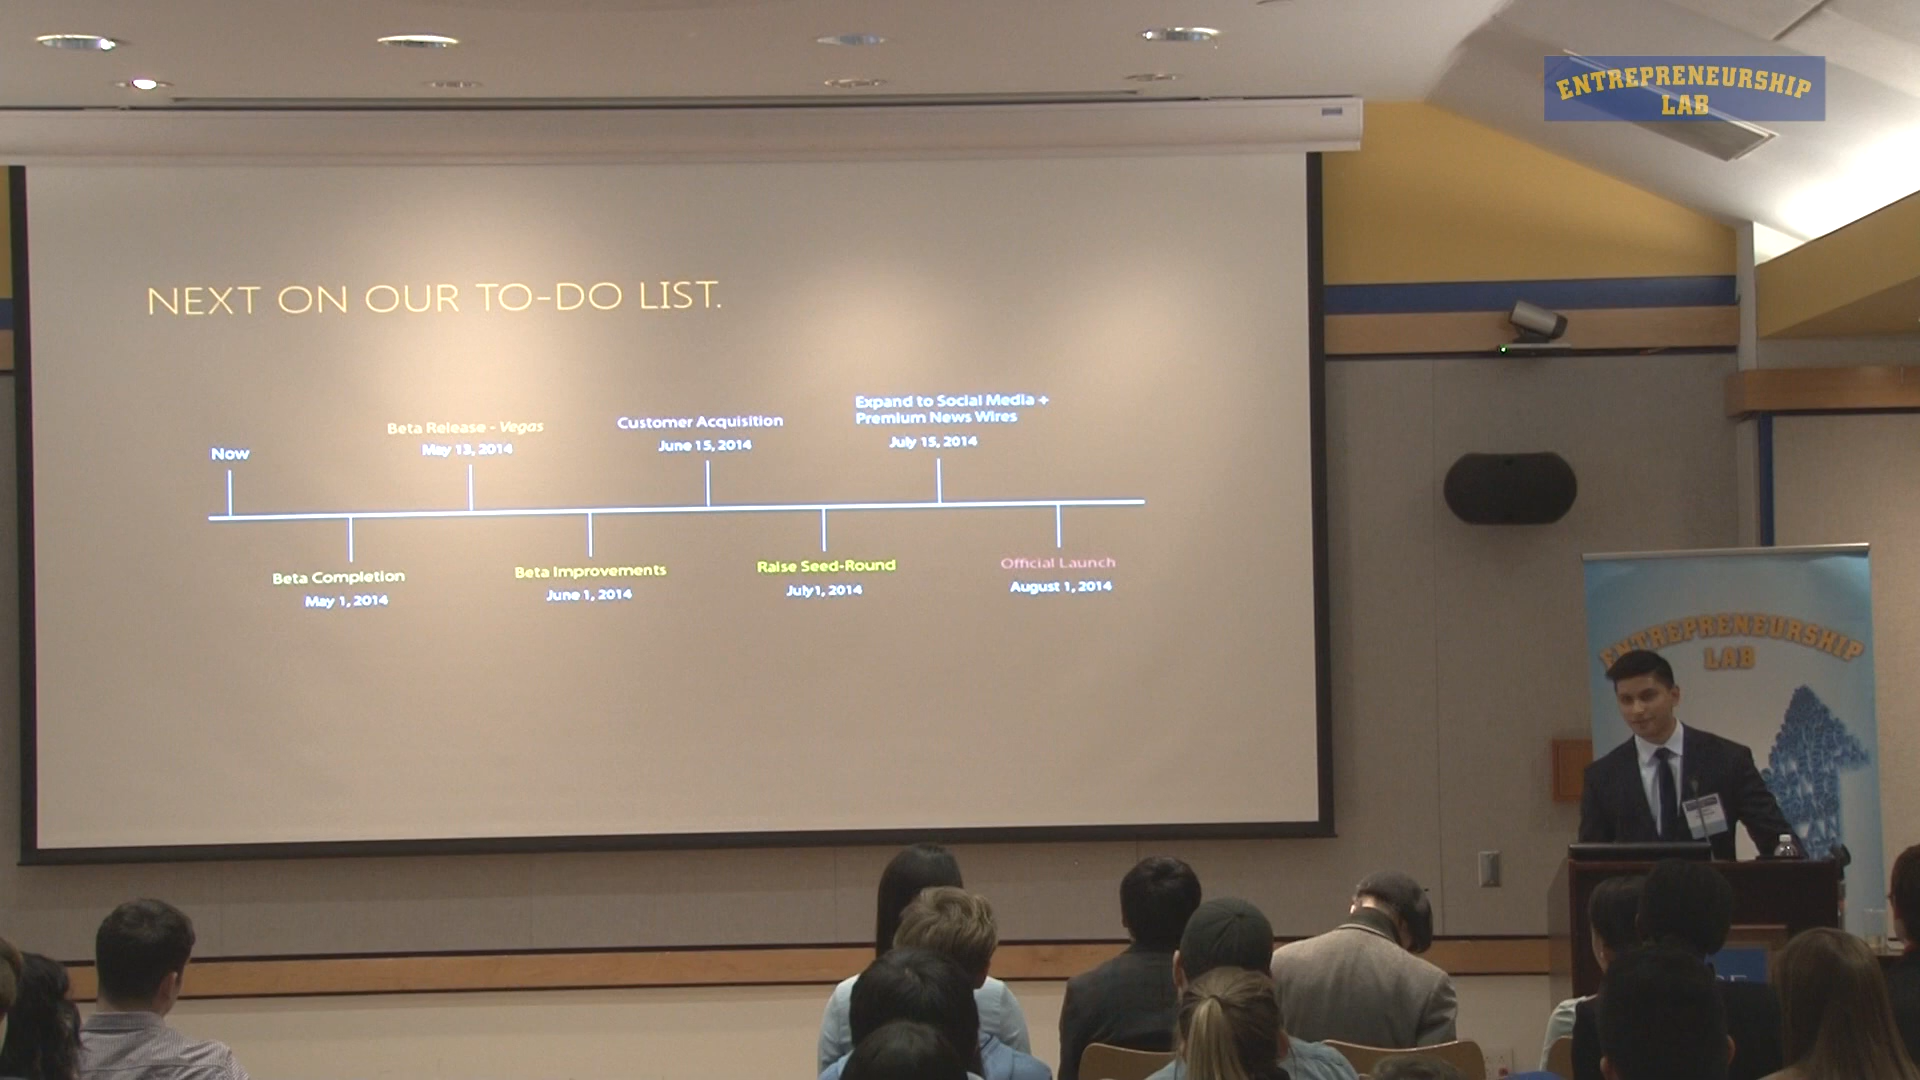 ENTREPRENEURSHIP
LAB
NEXT ON OUR TO-DO LIST.
Now
Beta Release - Vegas
May 13, 2014
Customer Acquisition
June 15, 2014
Expand to Social Media +
Premium News Wires
July 15, 2014
Beta Completion
May 1, 2014
Beta Improvements
June 1, 2014
Raise Seed-Round
July1, 2014
Official Launch
August 1, 2014
ENTREPRENEURSHIP
LAB